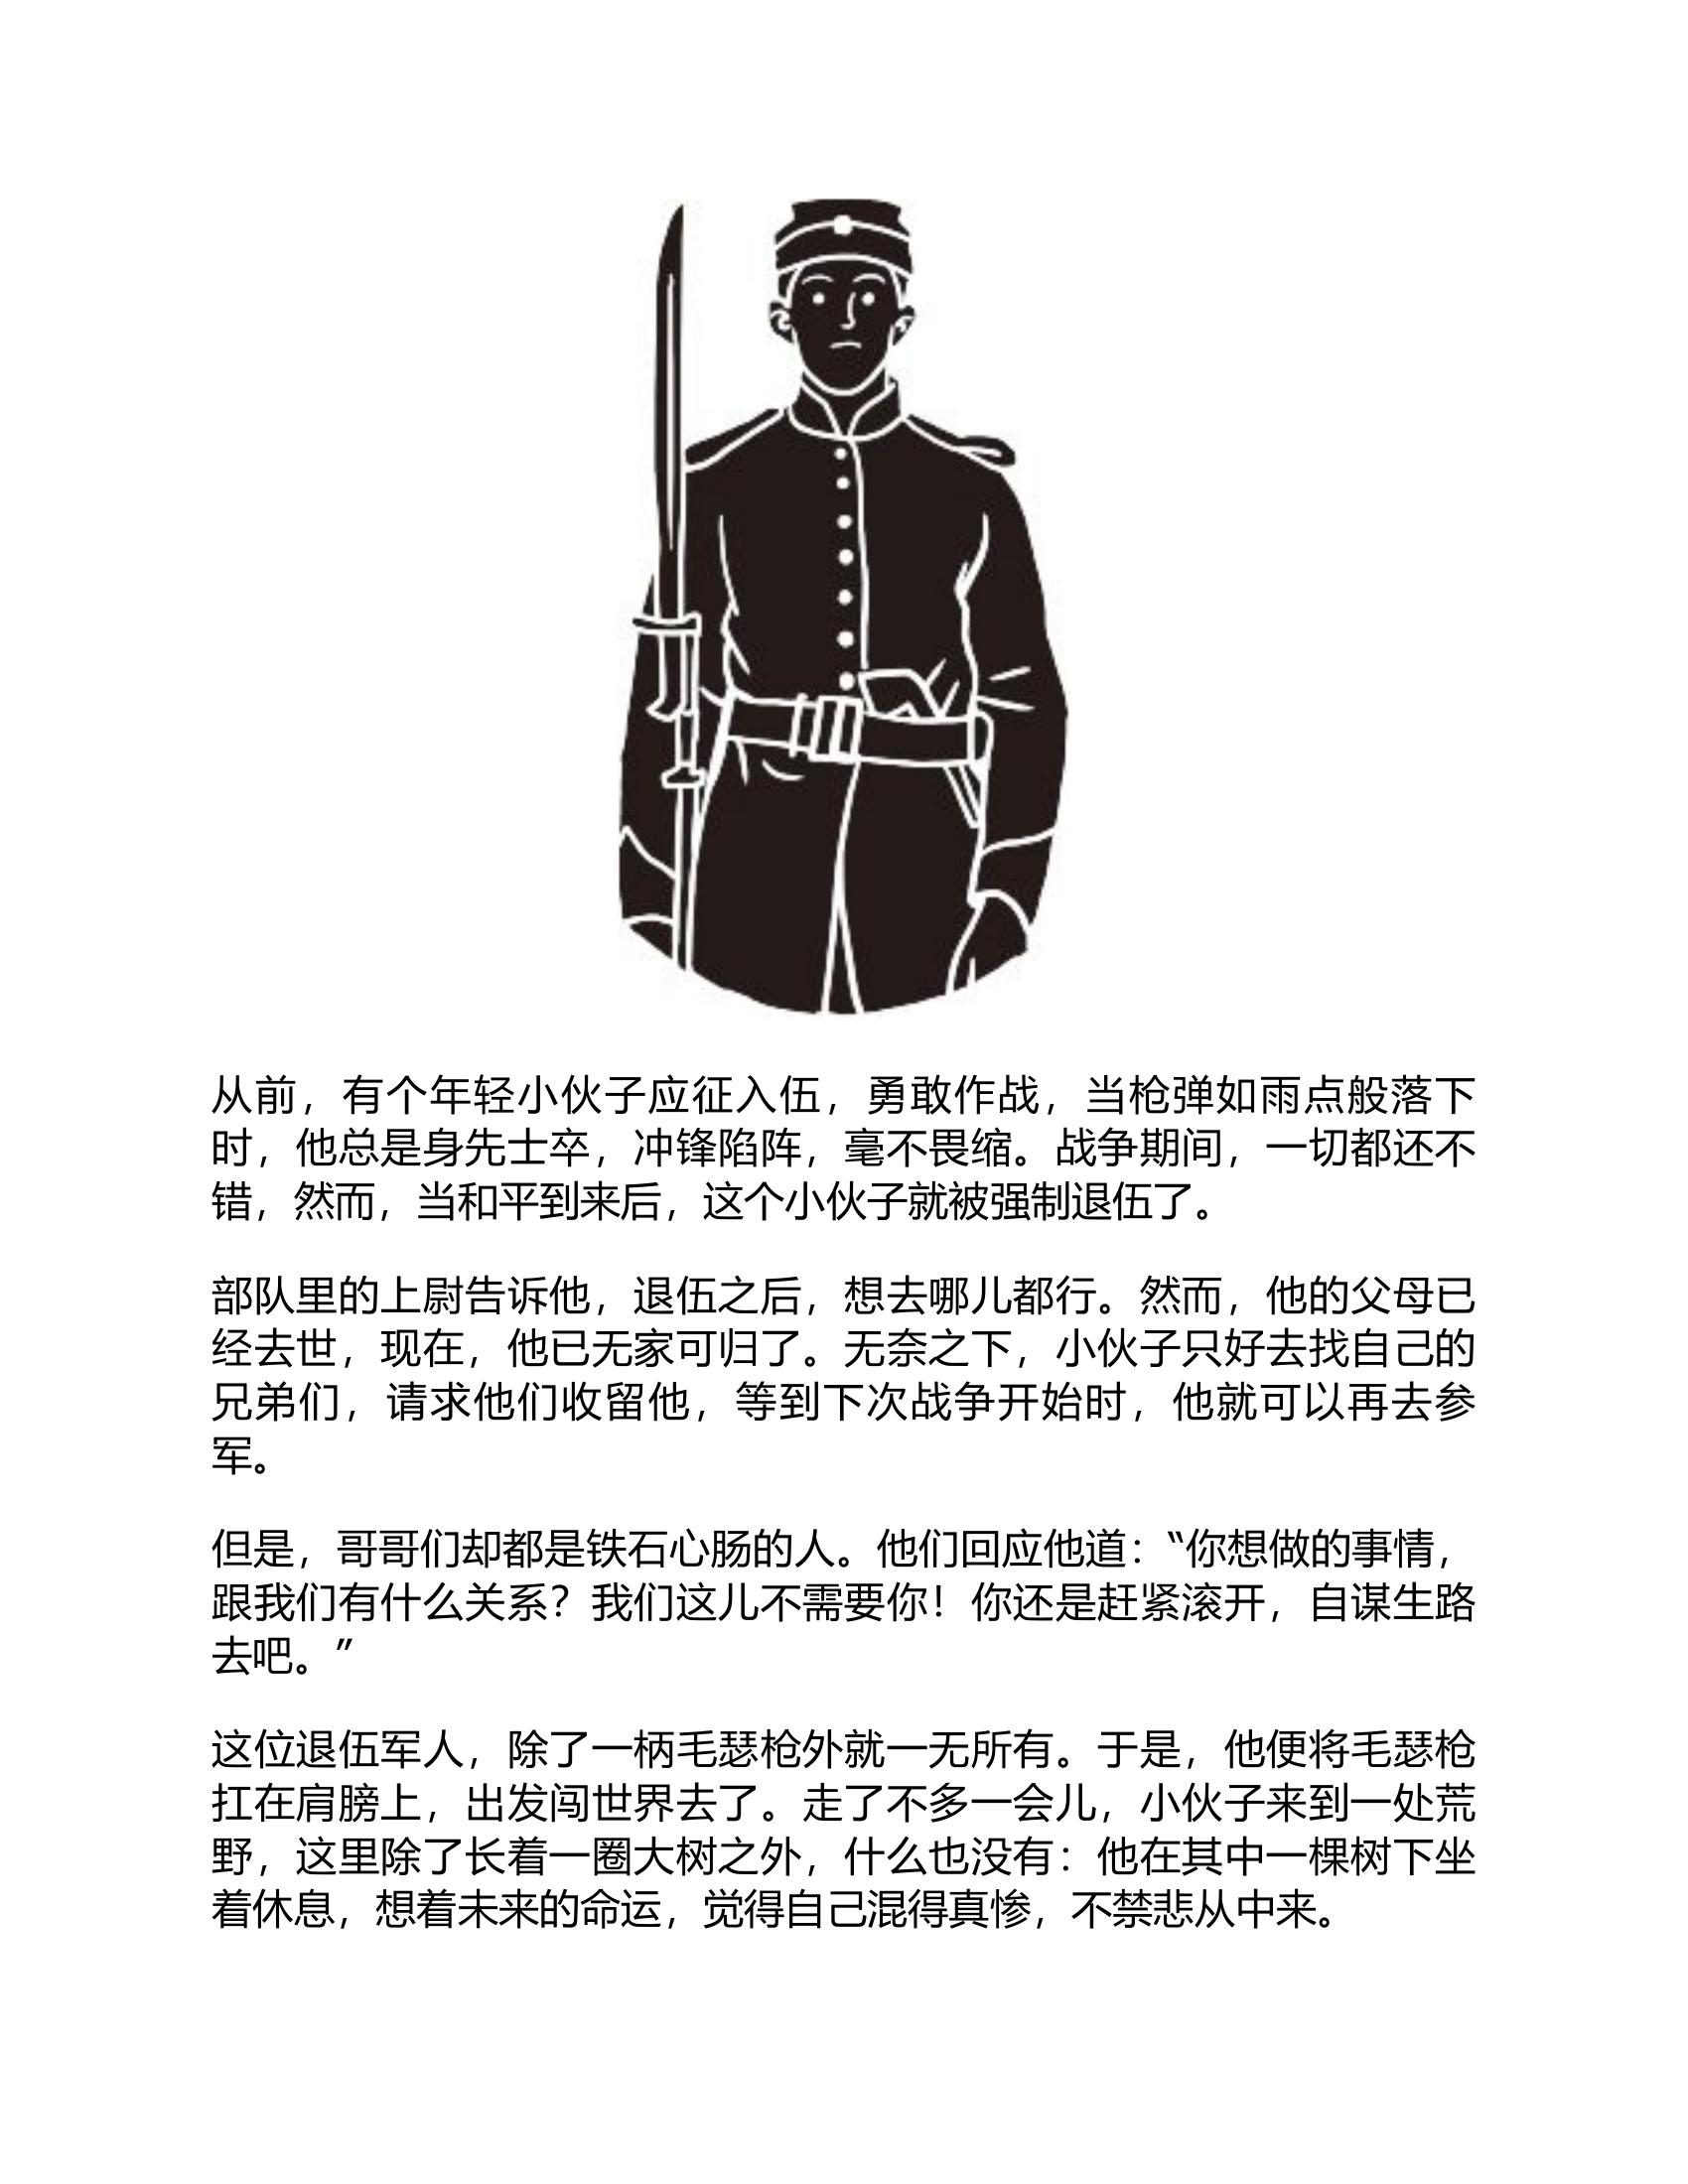 从前，有个年轻小伙子应征入伍，勇敢作战，当枪弹如雨点般落下
时，他总是身先士卒，冲锋陷阵，毫不畏缩。战争期间，一切都还不
错，然而，当和平到来后，这个小伙子就被强制退伍了。
部队里的上尉告诉他，退伍之后，想去哪儿都行。然而，他的父母已
经去世，现在，他已无家可归了。无奈之下，小伙子只好去找自己的
兄弟们，请求他们收留他，等到下次战争开始时，他就可以再去参
军。
但是，哥哥们却都是铁石心肠的人。他们回应他道：“你想做的事情，
跟我们有什么关系？我们这儿不需要你！你还是赶紧滚开，自谋生路
去吧。”
这位退伍军人，除了一柄毛瑟枪外就一无所有。于是，他便将毛瑟枪
扛在肩膀上，出发闯世界去了。走了不多一会儿，小伙子来到一处荒
野，这里除了长着一圈大树之外，什么也没有：他在其中一棵树下坐
着休息，想着未来的命运，觉得自己混得真惨，不禁悲从中来。